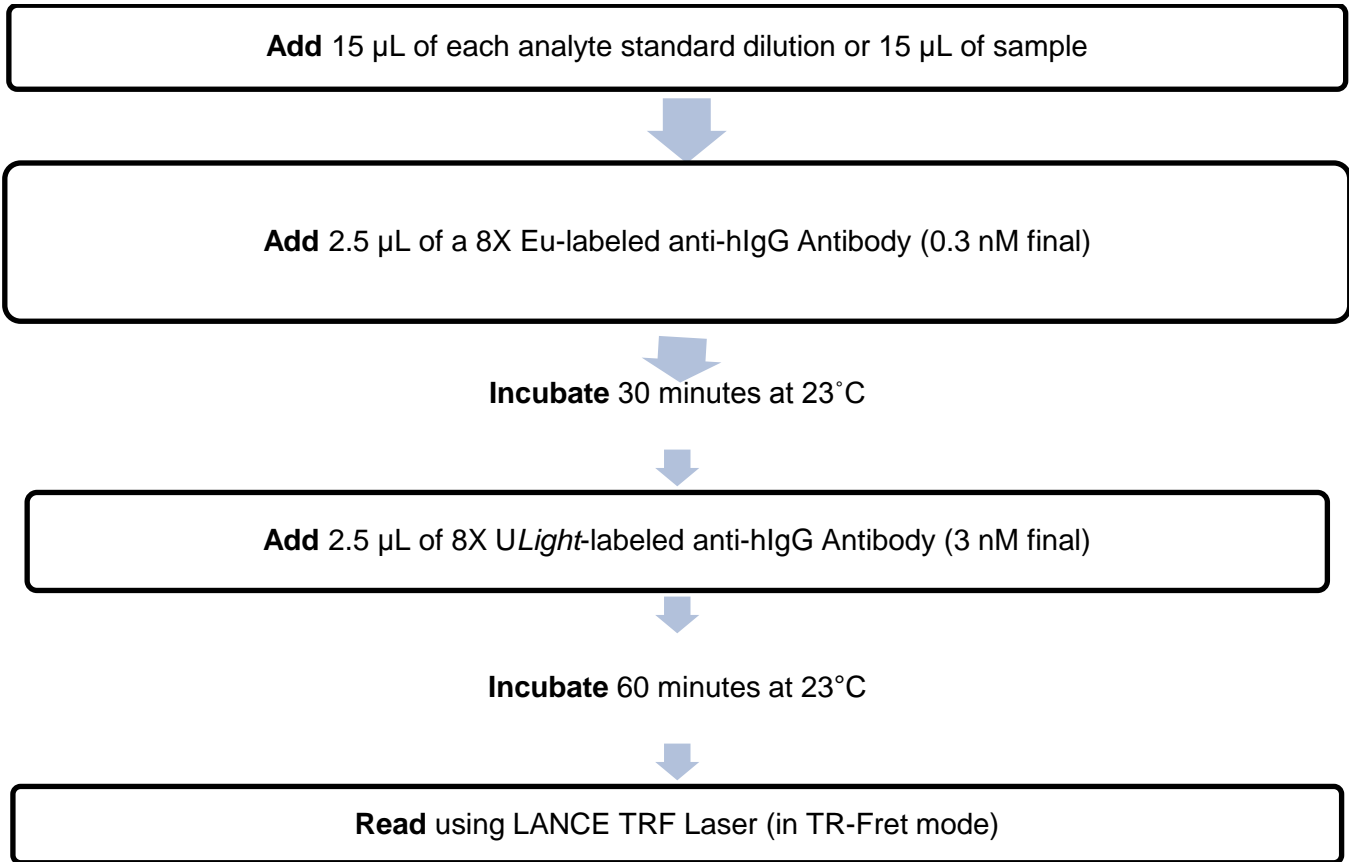 Add 15 µL of each analyte standard dilution or 15 µL of sample
Add 2.5 µL of a 8X Eu-labeled anti-hIgG Antibody (0.3 nM final)
Incubate 30 minutes at 23˚C
Add 2.5 µL of 8X ULight-labeled anti-hIgG Antibody (3 nM final)
Incubate 60 minutes at 23°C
Read using LANCE TRF Laser (in TR-Fret mode)